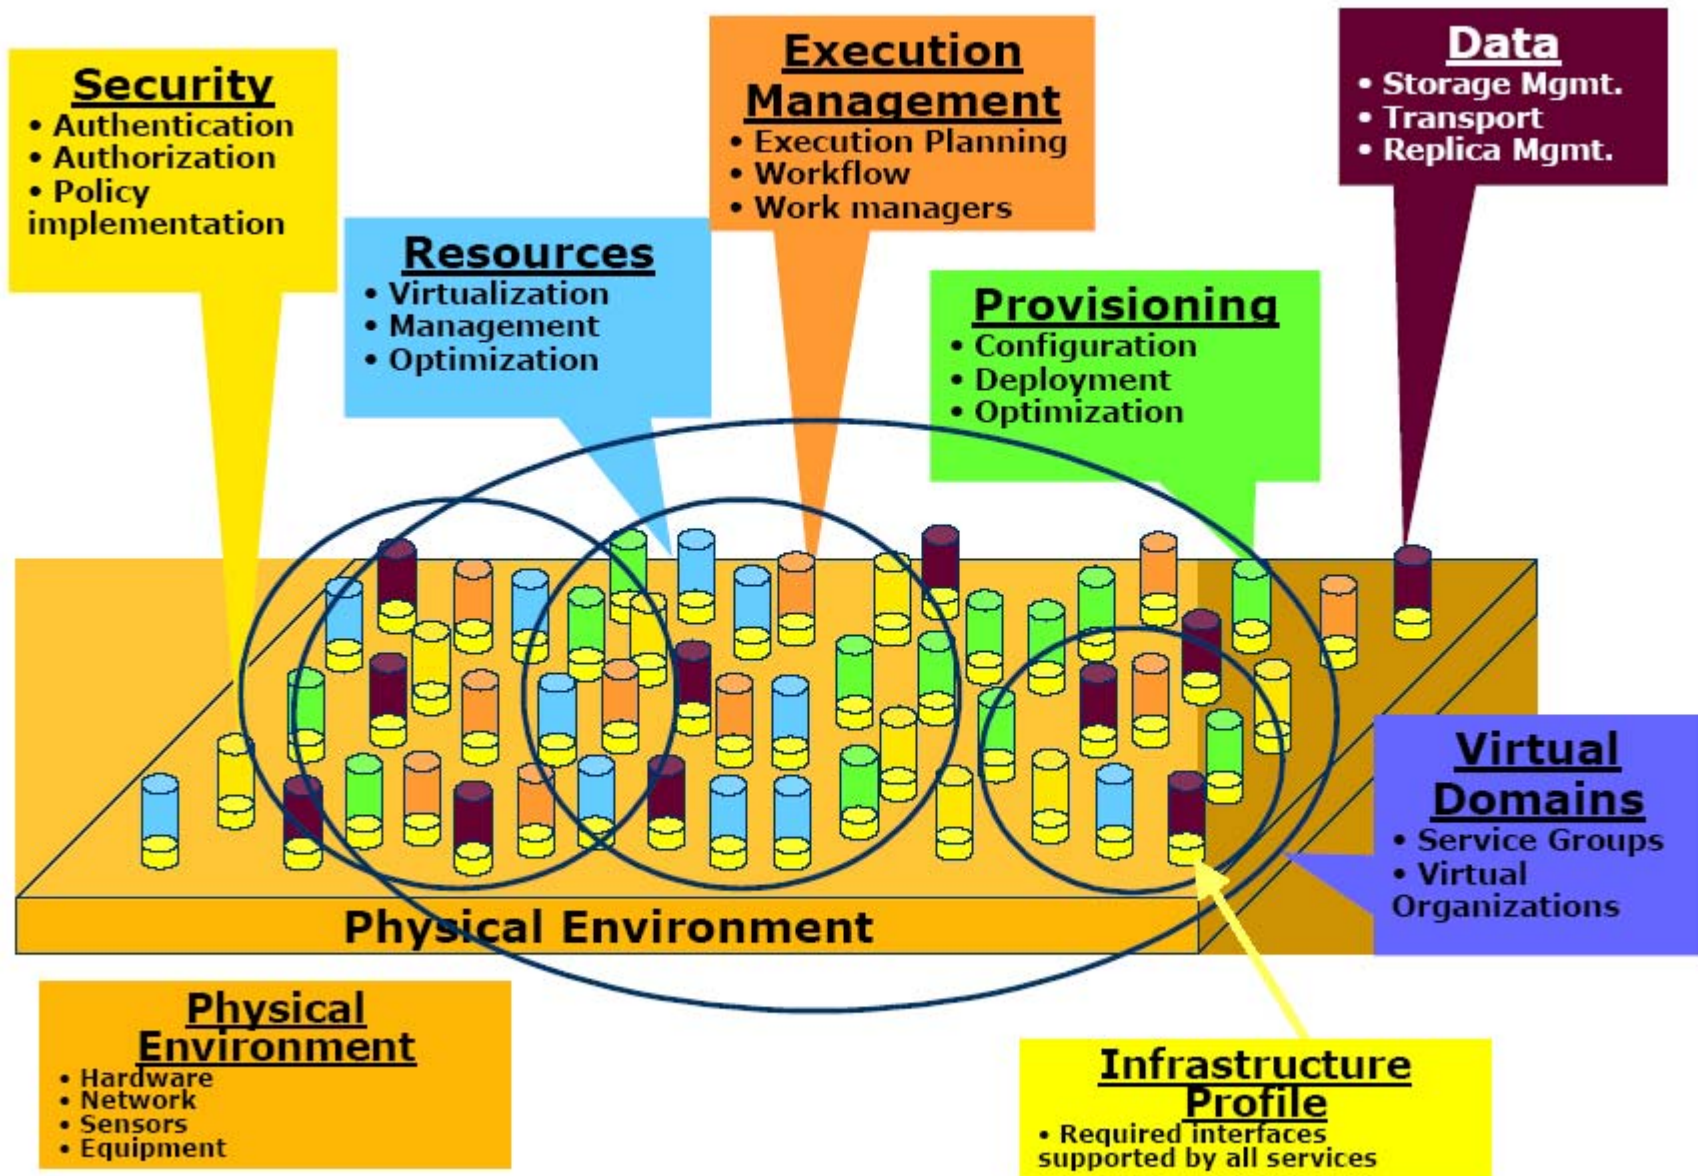 Security
• Authentication
• Authorization
• Policy
implementation
Resources
• Virtualization
• Management
• Optimization
Execution
Management
• Execution Planning
• Workflow
• Work managers
Provisioning
• Configuration
• Deployment
• Optimization
Data
• Storage Mgmt.
• Transport
• Replica Mgmt.
Virtual
Domains
• Service Groups
• Virtual
Organizations
Physical Environment
Physical
Environment
• Hardware
• Network
• Sensors
• Equipment
Infrastructure
Profile
• Required interfaces
supported by all services